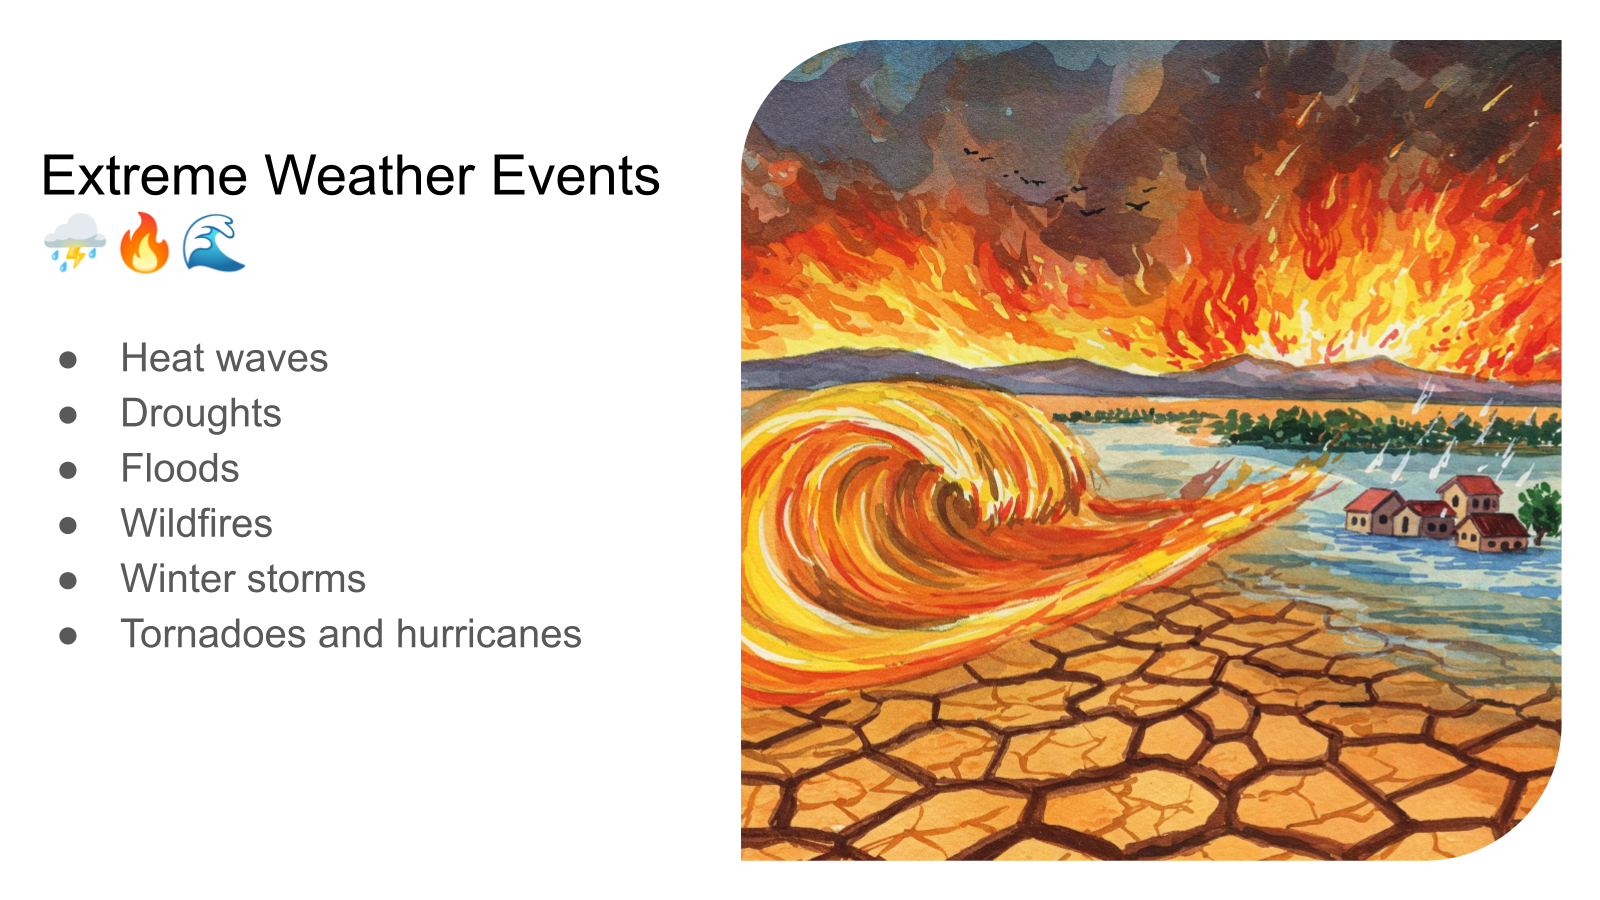 Extreme Weather Events
⛈️🔥🌊
● Heat waves
● Droughts
● Floods
● Wildfires
● Winter storms
● Tornadoes and hurricanes